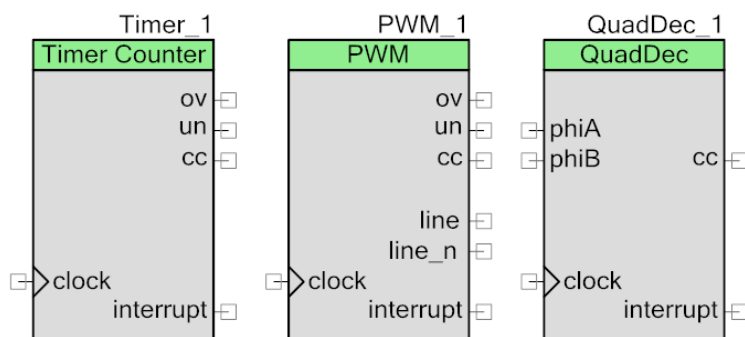 Timer_1
Timer Counter
ov
un
cc
clock
interrupt
PWM_1
PWM
ov
un
cc
line
line_n
clock
interrupt
QuadDec_1
QuadDec
phiA
phiB
cc
clock
interrupt